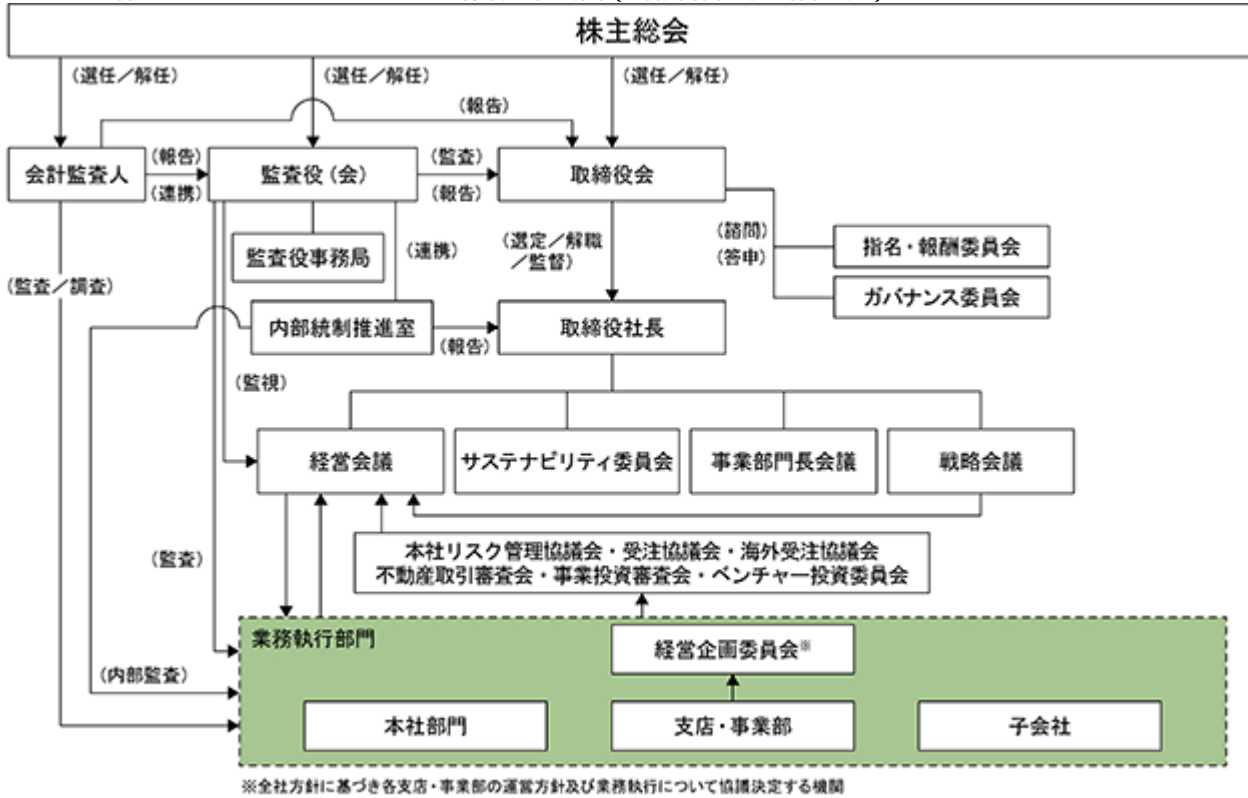 株主総会
（選任／解任）
（選任／解任）
（選任／解任）
（報告）
会計監査人
（報告）
（連携）
監査役（会）
（監査）
（報告）
取締役会
監査役事務局
（連携）
（選定／解職
／監督）
（諮問）
（答申）
指名・報酬委員会
ガバナンス委員会
（監査／調査）
内部統制推進室
（報告）
取締役社長
（監視）
経営会議
サステナビリティ委員会
事業部門長会議
戦略会議
（監査）
本社リスク管理協議会・受注協議会・海外受注協議会
不動産取引審査会・事業投資審査会・ベンチャー投資委員会
業務執行部門
経営企画委員会※
（内部監査）
本社部門
支店・事業部
子会社
※全社方針に基づき各支店・事業部の運営方針及び業務執行について協議決定する機関